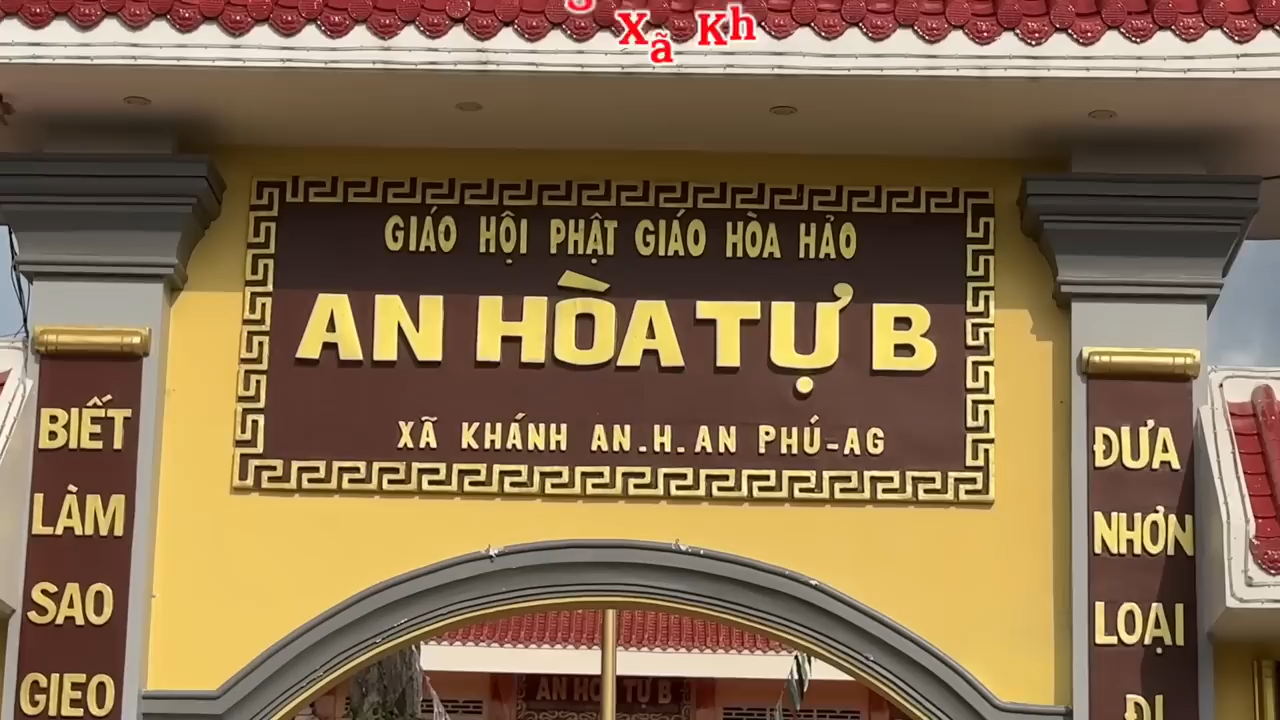 Xã Kh
GIÁO HỘI PHẬT GIÁO HÒA HẢO
AN HÒA TỰ B
XÃ KHÁNH AN.H.AN PHÚ-AG
BIẾT
LÀM
SAO
GIEO
ĐƯA
NHƠN
LOẠI
ĐI
AN HÒA TỰ B